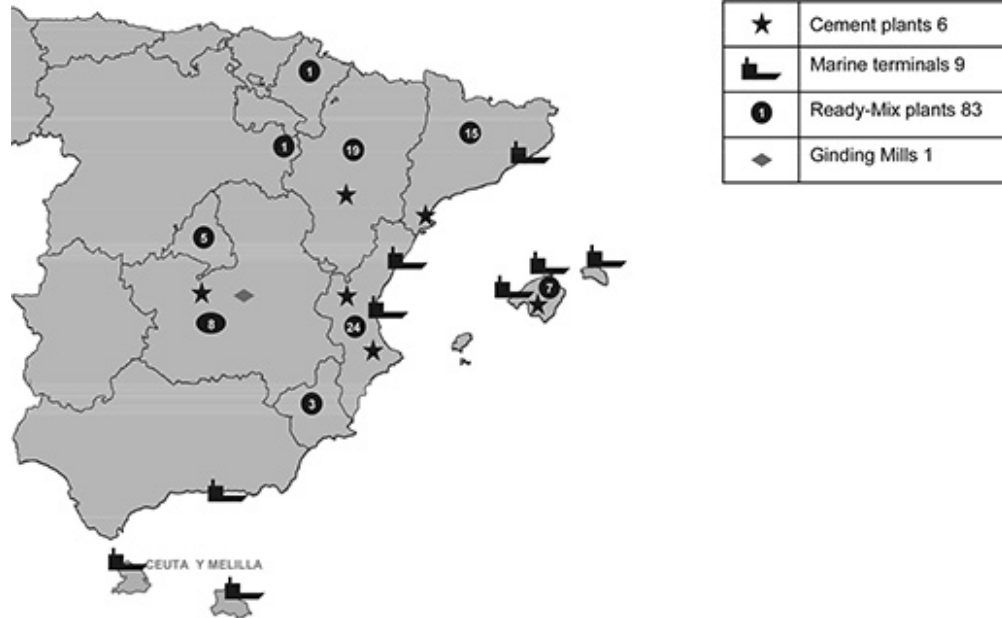 Cement plants 6
Marine terminals 9
1 Ready-Mix plants 83
Ginding Mills 1
1
1
19
15
5
7
8
24
3
CEUTA Y MELILLA